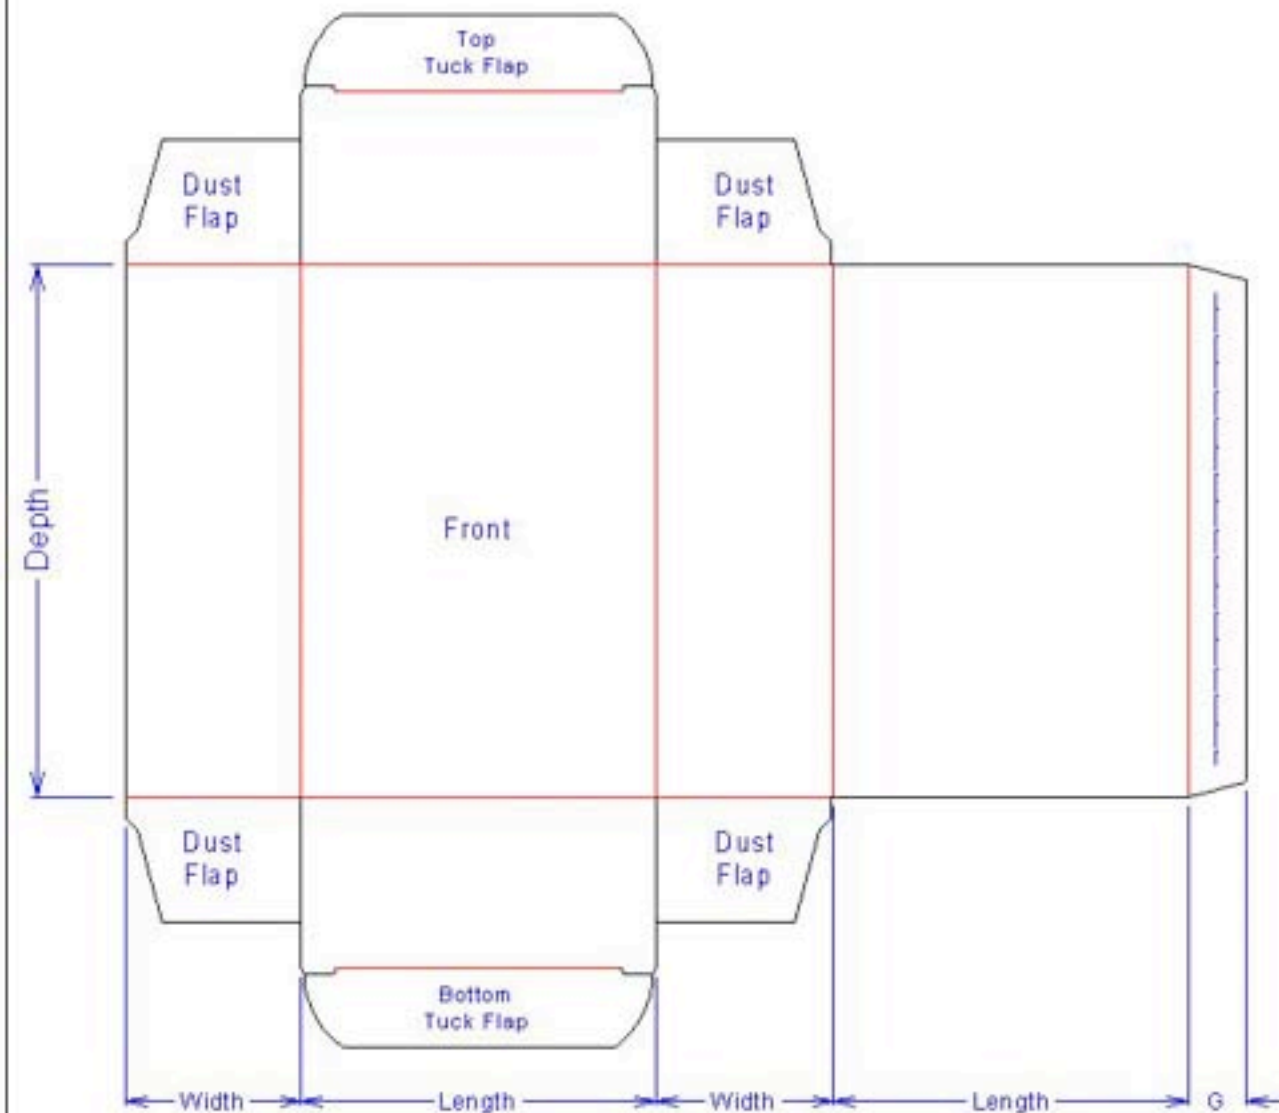 Top
Tuck Flap
Dust
Flap
Dust
Flap
Depth
Front
Dust
Flap
Dust
Flap
Bottom
Tuck Flap
Width
Length
Width
Length
G